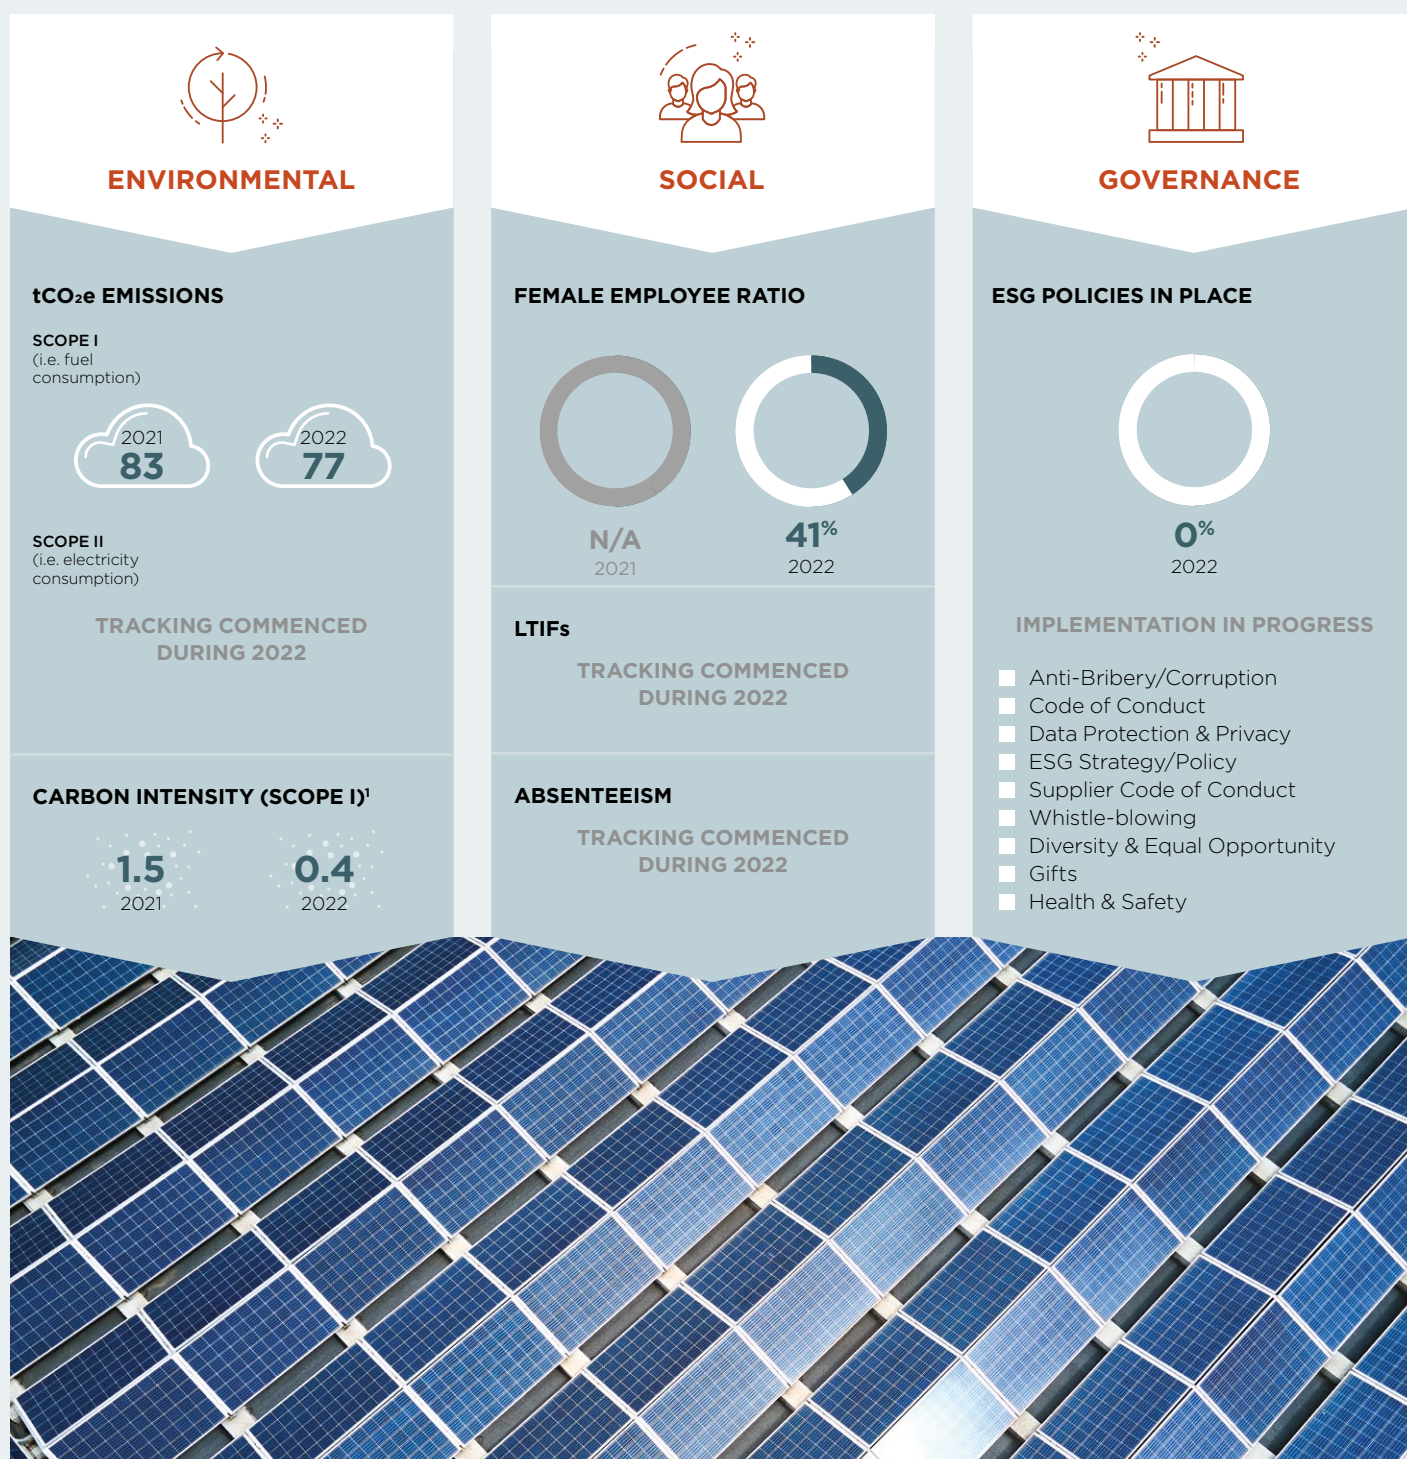 ENVIRONMENTAL
tCO₂e EMISSIONS
SCOPE I
(i.e. fuel
consumption)
2021
83
2022
77
SCOPE II
(i.e. electricity
consumption)
TRACKING COMMENCED
DURING 2022
CARBON INTENSITY (SCOPE I)¹
1.5
2021
0.4
2022
SOCIAL
FEMALE EMPLOYEE RATIO
N/A
2021
41%
2022
LTIFs
TRACKING COMMENCED
DURING 2022
ABSENTEEISM
TRACKING COMMENCED
DURING 2022
GOVERNANCE
ESG POLICIES IN PLACE
0%
2022
IMPLEMENTATION IN PROGRESS
Anti-Bribery/Corruption
Code of Conduct
Data Protection & Privacy
ESG Strategy/Policy
Supplier Code of Conduct
Whistle-blowing
Diversity & Equal Opportunity
Gifts
Health & Safety